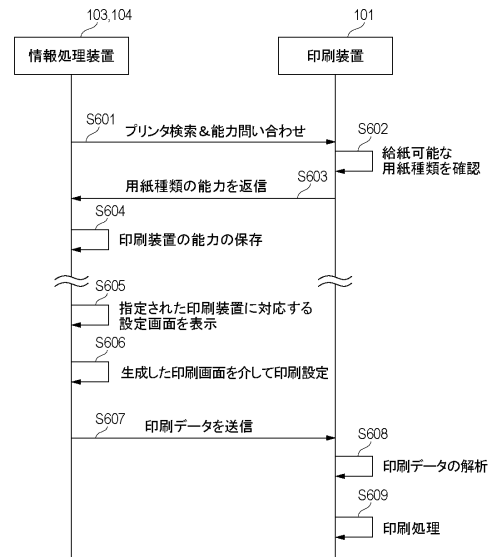 103,104
101
情報処理装置
印刷装置
S601
プリンタ検索＆能力問い合わせ
S602
給紙可能な
用紙種類を確認
S603
用紙種類の能力を返信
S604
印刷装置の能力の保存
S605
指定された印刷装置に対応する
設定画面を表示
S606
生成した印刷画面を介して印刷設定
S607
印刷データを送信
S608
印刷データの解析
S609
印刷処理